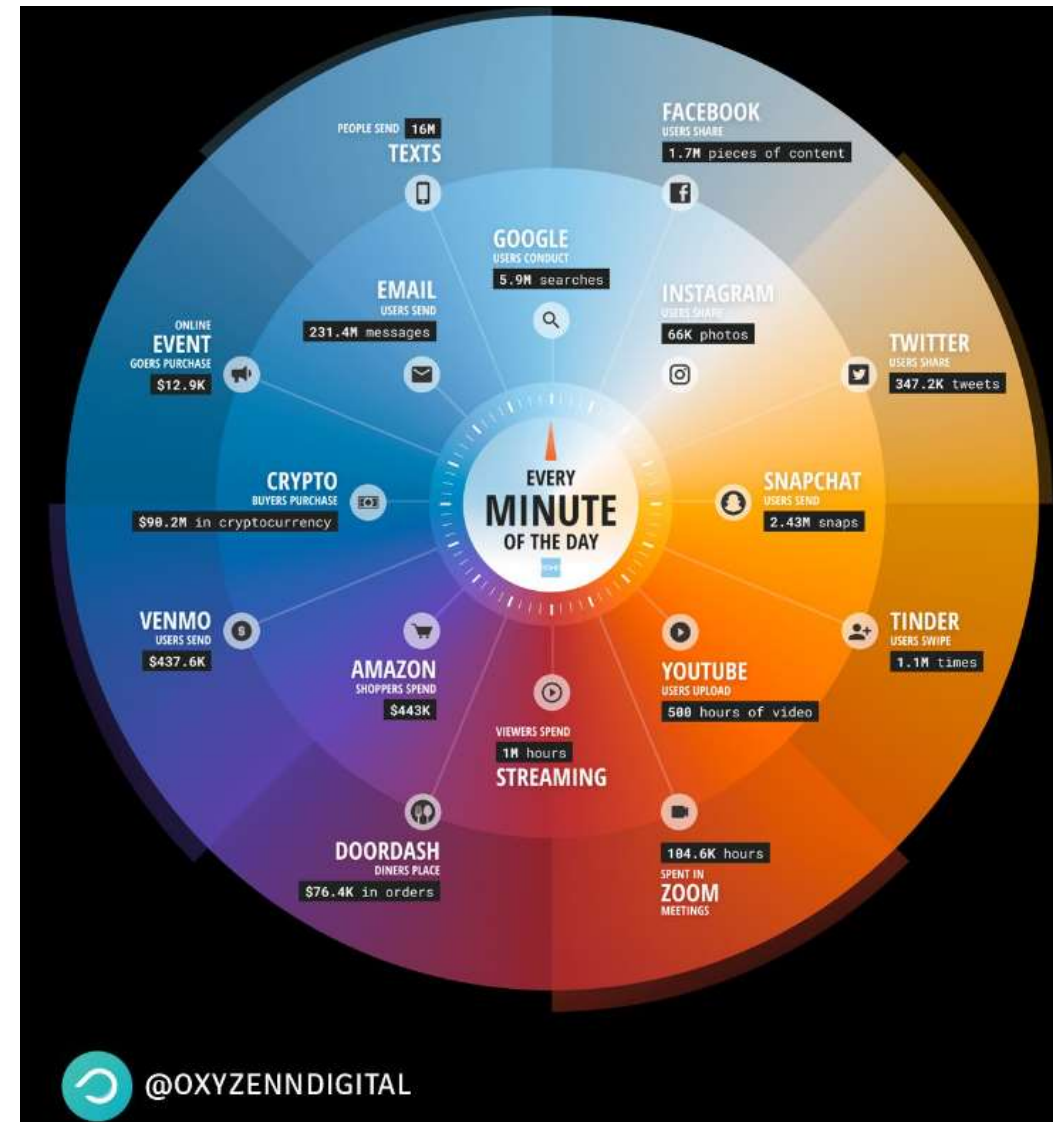 PEOPLE SEND 16M
TEXTS
FACEBOOK
USERS SHARE
1.7M pieces of content
GOOGLE
USERS CONDUCT
5.9M searches
EMAIL
USERS SEND
231.4M messages
INSTAGRAM
USERS SHARE
66K photos
ONLINE
EVENT
GOERS PURCHASE
$12.9K
TWITTER
USERS SHARE
347.2K tweets
CRYPTO
BUYERS PURCHASE
$90.2M in cryptocurrency
EVERY
MINUTE
OF THE DAY
SNAPCHAT
USERS SEND
2.43M snaps
VENMO
USERS SEND
$437.6K
AMAZON
SHOPPERS SPEND
$443K
VIEWERS SPEND
1M hours
STREAMING
YOUTUBE
USERS UPLOAD
500 hours of video
TINDER
USERS SWIPE
1.1M times
DOORDASH
DINERS PLACE
$76.4K in orders
104.6K hours
SPENT IN
ZOOM
MEETINGS
@OXYZENNDIGITAL